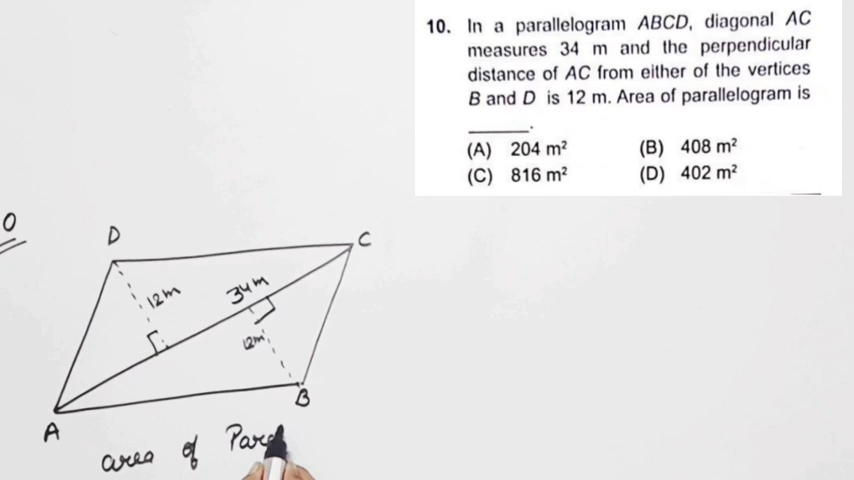 10. In a parallelogram ABCD, diagonal AC
measures 34 m and the perpendicular
distance of AC from either of the vertices
B and D is 12 m. Area of parallelogram is
______.
(A) 204 m² (B) 408 m²
(C) 816 m² (D) 402 m²
D
C
12m
34m
12m
B
A
area of Para